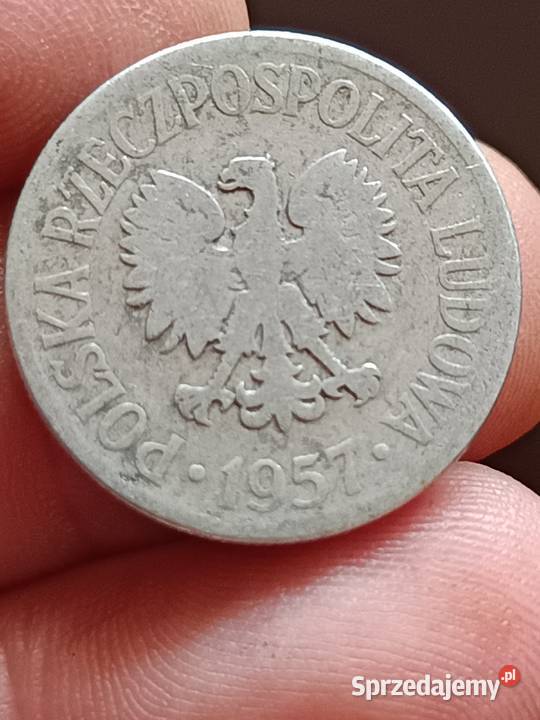 POLSKA RZECZPOSPOLITA LUDOWA
· 1957 ·
Sprzedajemy.pl